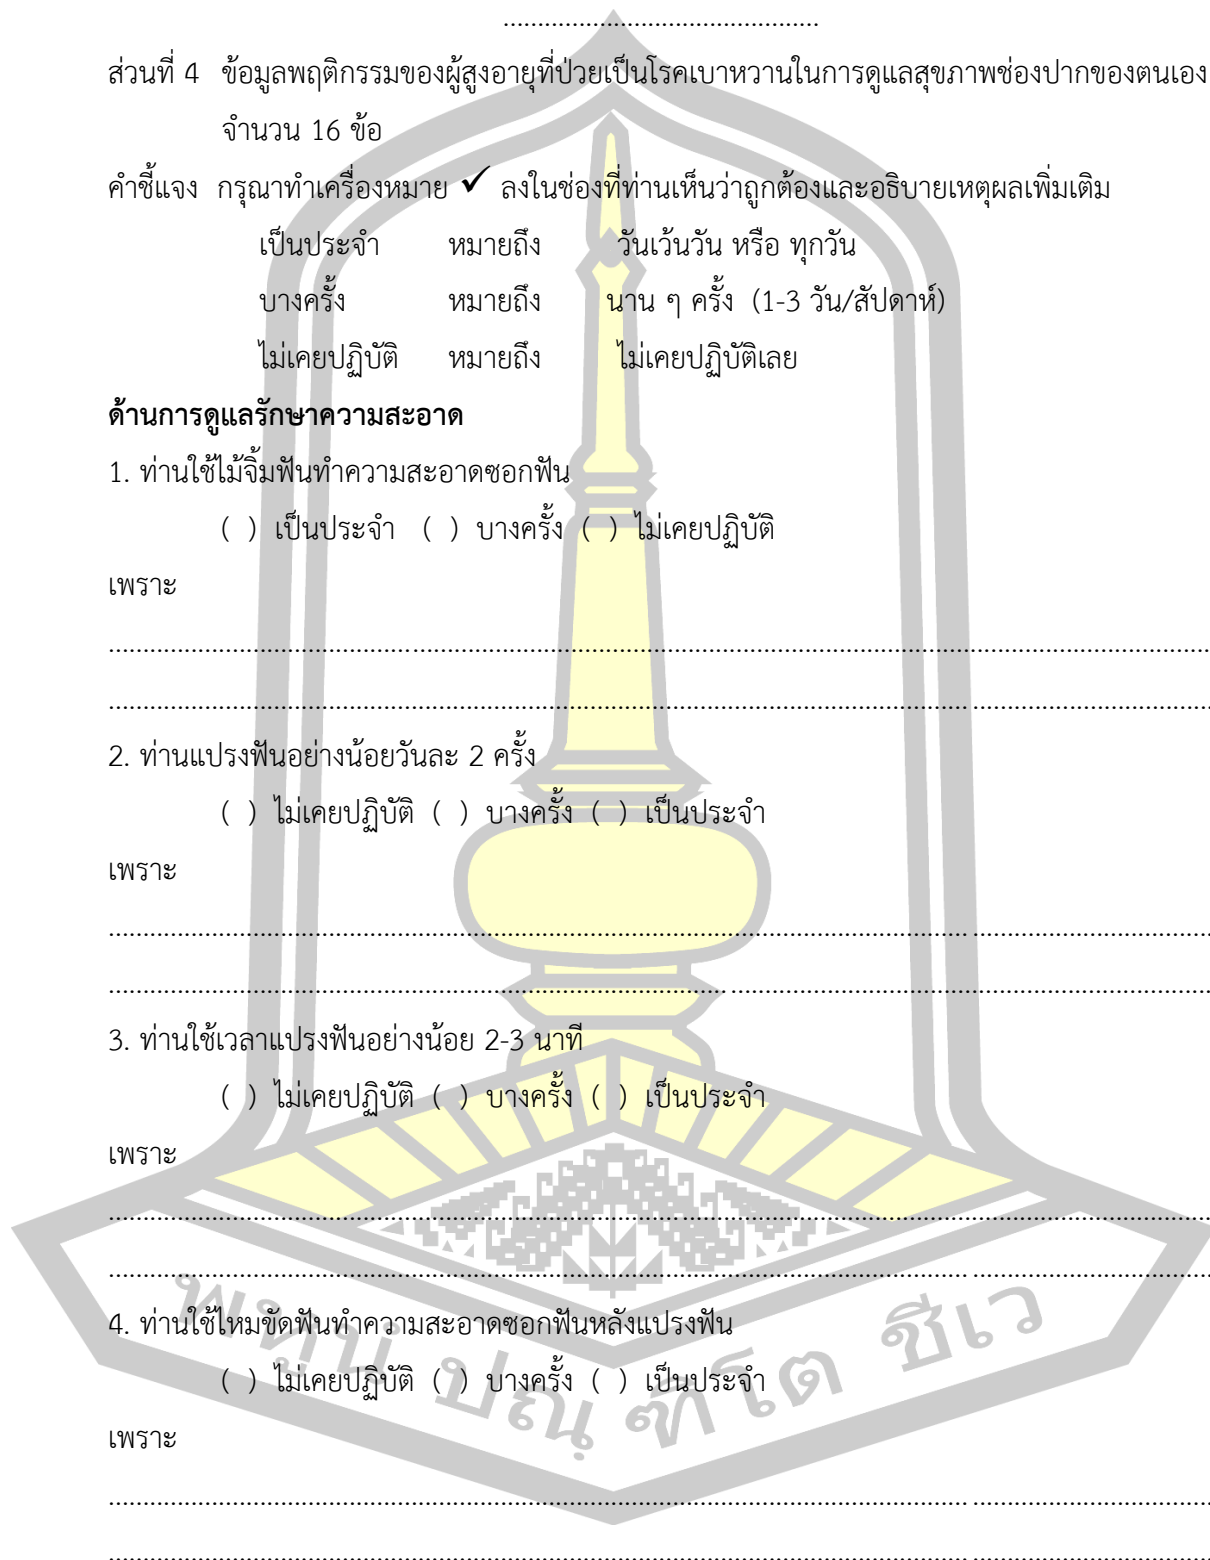 .............................................
ส่วนที่ 4 ข้อมูลพฤติกรรมของผู้สูงอายุที่ป่วยเป็นโรคเบาหวานในการดูแลสุขภาพช่องปากของตนเอง
จำนวน 16 ข้อ
คำชี้แจง กรุณาทำเครื่องหมาย ✓ ลงในช่องที่ท่านเห็นว่าถูกต้องและอธิบายเหตุผลเพิ่มเติม
เป็นประจำ หมายถึง วันเว้นวัน หรือ ทุกวัน
บางครั้ง หมายถึง นาน ๆ ครั้ง (1-3 วัน/สัปดาห์)
ไม่เคยปฏิบัติ หมายถึง ไม่เคยปฏิบัติเลย
ด้านการดูแลรักษาความสะอาด
1. ท่านใช้ไม้จิ้มฟันทำความสะอาดซอกฟัน
( ) เป็นประจำ ( ) บางครั้ง ( ) ไม่เคยปฏิบัติ
เพราะ
................................................................................
................................................................................
2. ท่านแปรงฟันอย่างน้อยวันละ 2 ครั้ง
( ) ไม่เคยปฏิบัติ ( ) บางครั้ง ( ) เป็นประจำ
เพราะ
................................................................................
................................................................................
3. ท่านใช้เวลาแปรงฟันอย่างน้อย 2-3 นาที
( ) ไม่เคยปฏิบัติ ( ) บางครั้ง ( ) เป็นประจำ
เพราะ
................................................................................
................................................................................
4. ท่านใช้ไหมขัดฟันทำความสะอาดซอกฟันหลังแปรงฟัน
( ) ไม่เคยปฏิบัติ ( ) บางครั้ง ( ) เป็นประจำ
เพราะ
................................................................................
................................................................................
พหูนํ ปณฺฑิโต ชีเว